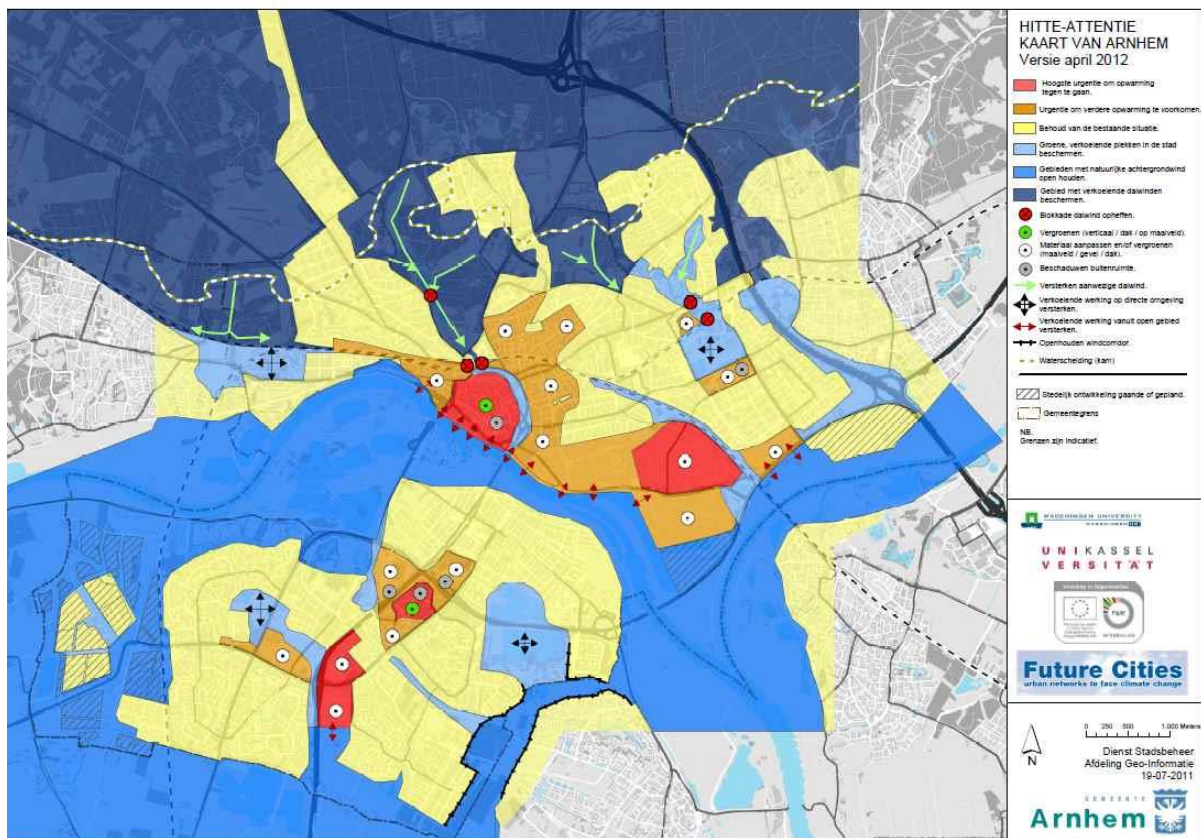 HITTE-ATTENTIE
KAART VAN ARNHEM
Versie april 2012
Hoogste urgentie om opwarming
tegen te gaan.
Urgentie om verdere opwarming te voorkomen.
Behoud van de bestaande situatie.
Groene, verkoelende plekken in de stad
beschermen.
Gebieden met natuurlijke achtergrondwind
open houden.
Gebied met verkoelende dalwinden
beschermen.
Blokkade dalwind opheffen.
Vergroenen (verticaal / dak / op maaiveld).
Materiaal aanpassen en/of vergroenen
(maaiveld / gevel / dak).
Beschaduwen buitenruimte.
Versterken aanwezige dalwind.
Verkoelende werking op directe omgeving
versterken.
Verkoelende werking vanuit open gebied
versterken.
Openhouden windcorridor.
Waterscheiding (kam)
Stedelijk ontwikkeling gaande of gepland.
Gemeentegrens
NB.
Grenzen zijn indicatief.
WAGENINGEN UNIVERSITY
WAGENINGEN UR
UNIKASSEL
VERSITÄT
Future Cities
urban networks to face climate change
0 250 500 1.000 Meters
N
Dienst Stadsbeheer
Afdeling Geo-Informatie
19-07-2011
GEMEENTE
Arnhem